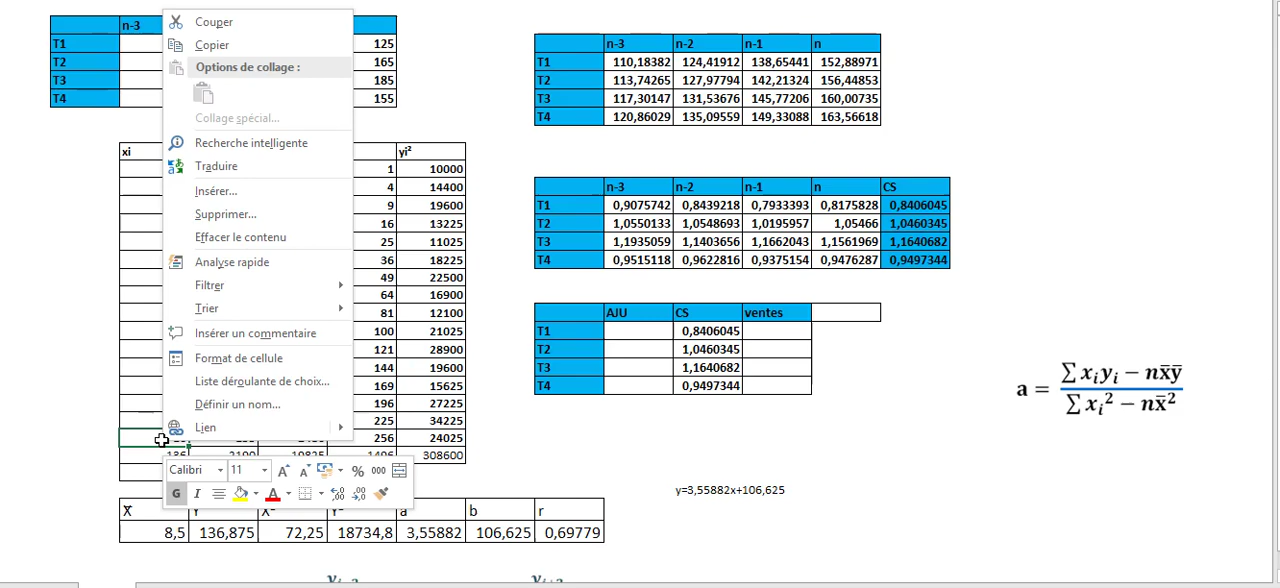 n-3
T1 125
T2 165
T3 185
T4 155
Couper
Copier
Options de collage :
Collage spécial...
Recherche intelligente
Traduire
Insérer...
Supprimer...
Effacer le contenu
Analyse rapide
Filtrer
Trier
Insérer un commentaire
Format de cellule
Liste déroulante de choix...
Définir un nom...
Lien
n-3 n-2 n-1 n
T1 110,18382 124,41912 138,65441 152,88971
T2 113,74265 127,97794 142,21324 156,44853
T3 117,30147 131,53676 145,77206 160,00735
T4 120,86029 135,09559 149,33088 163,56618
xi yi²
1 10000
4 14400
9 19600
16 13225
25 11025
36 18225
49 22500
64 16900
81 12100
100 21025
121 28900
144 19600
169 15625
196 27225
225 34225
256 24025
308600
n-3 n-2 n-1 n CS
T1 0,9075742 0,8439218 0,7933393 0,8175828 0,8406045
T2 1,0550133 1,0548693 1,0195957 1,05466 1,0460345
T3 1,1935059 1,1403656 1,1662043 1,1561969 1,1640682
T4 0,9515118 0,9622816 0,9375154 0,9476287 0,9497344
AJU CS ventes
T1 0,8406045
T2 1,0460345
T3 1,1640682
T4 0,9497344
a = (∑ xᵢyᵢ − nx̄ȳ) / (∑ xᵢ² − nx̄²)
Calibri 11 A A % 000
G I A
y=3,55882x+106,625
X̅ a b r
8,5 136,875 72,25 18734,8 3,55882 106,625 0,69779